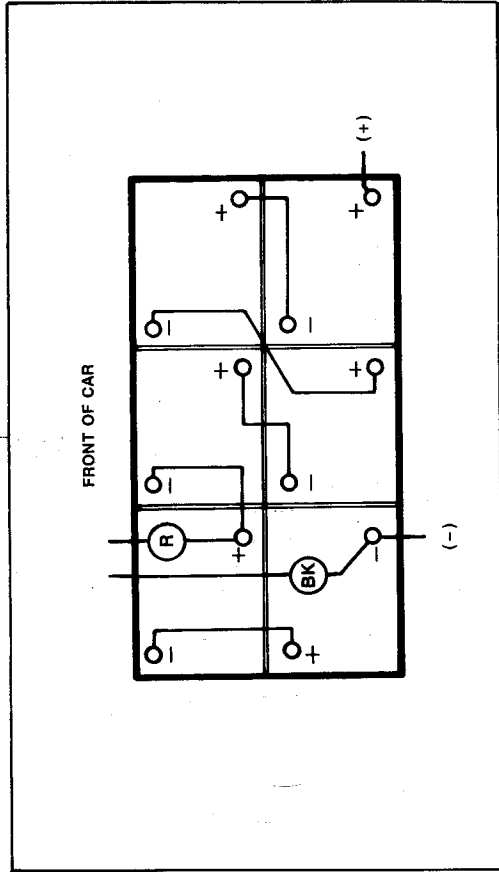 FRONT OF CAR
R
BK
− + − + − +
+ − − + − +
(−)
(+)